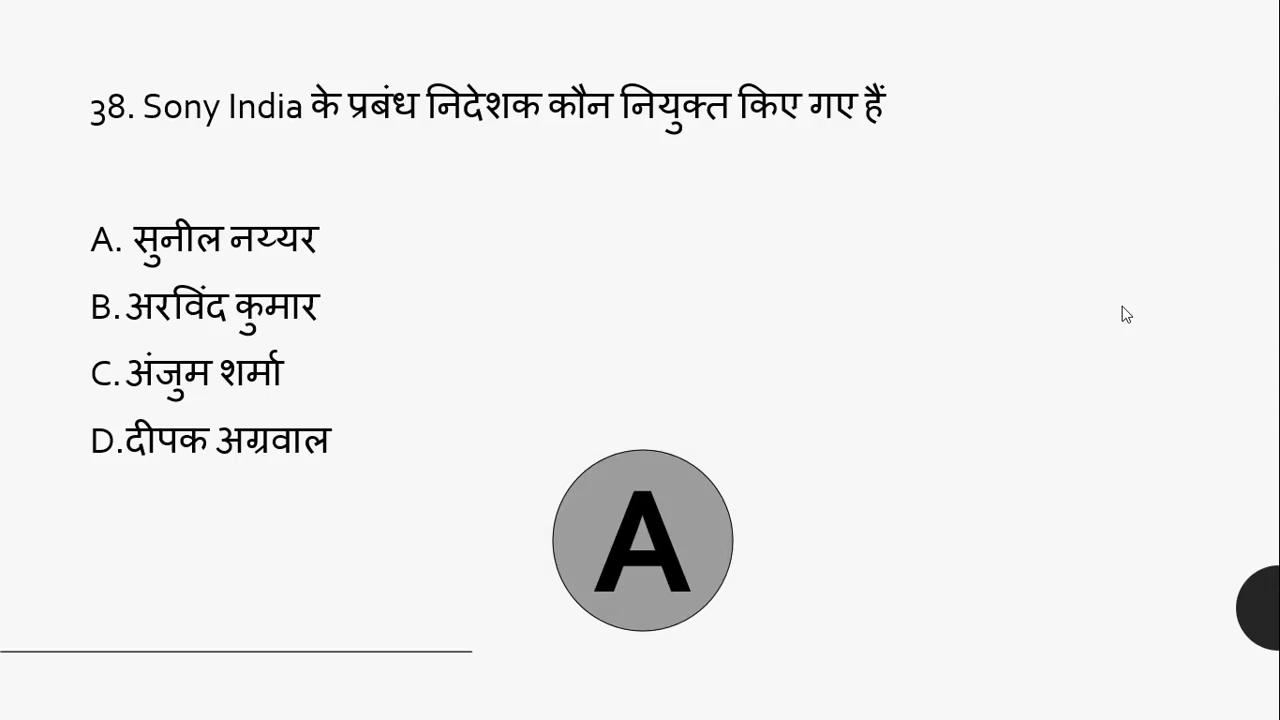 38. Sony India के प्रबंध निदेशक कौन नियुक्त किए गए हैं
A. सुनील नय्यर
B. अरविंद कुमार
C. अंजुम शर्मा
D. दीपक अग्रवाल
A